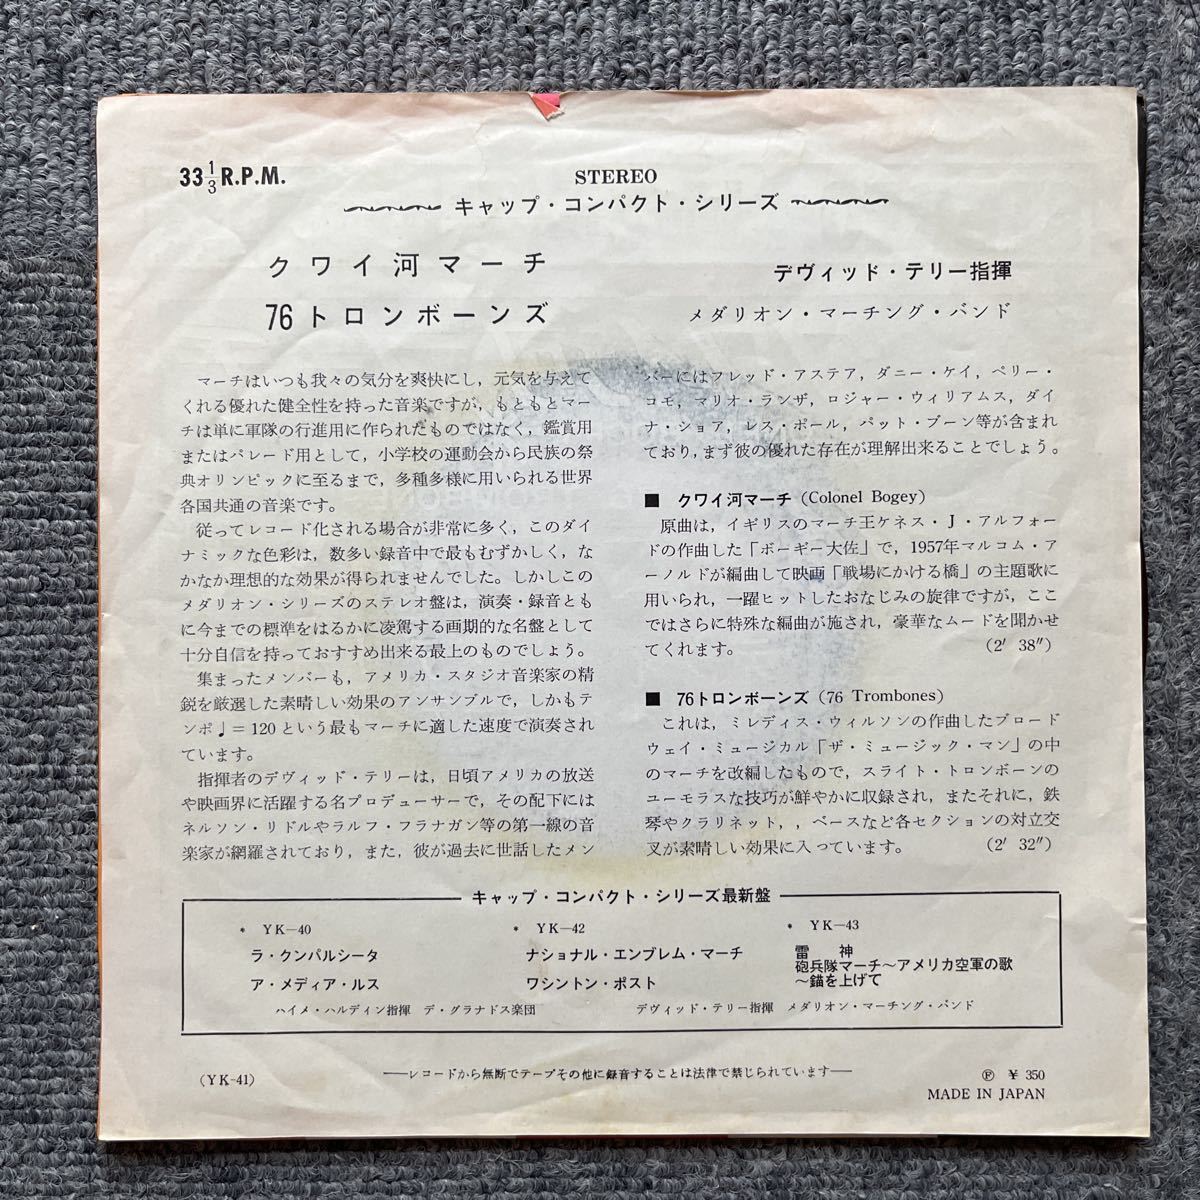 33 1/3 R.P.M.
STEREO
キャップ・コンパクト・シリーズ
クワイ河マーチ
76トロンボーンズ
デヴィッド・テリー指揮
メダリオン・マーチング・バンド
マーチはいつも我々の気分を爽快にし，元気を与えて
くれる優れた健全性を持った音楽ですが，もともとマー
チは単に軍隊の行進用に作られたものではなく，鑑賞用
またはパレード用として，小学校の運動会から民族の祭
典オリンピックに至るまで，多種多様に用いられる世界
各国共通の音楽です。
従ってレコード化される場合が非常に多く，このダイ
ナミックな色彩は，数多い録音中で最もむずかしく，な
かなか理想的な効果が得られませんでした。しかしこの
メダリオン・シリーズのステレオ盤は，演奏・録音とも
に今までの標準をはるかに凌駕する画期的な名盤として
十分自信を持っておすすめ出来る最上のものでしょう。
集まったメンバーも，アメリカ・スタジオ音楽家の精
鋭を厳選した素晴しい効果のアンサンブルで，しかもテ
ンポ♩＝120という最もマーチに適した速度で演奏され
ています。
指揮者のデヴィッド・テリーは，日頃アメリカの放送
や映画界に活躍する名プロデューサーで，その配下には
ネルソン・リドルやラルフ・フラナガン等の第一線の音
楽家が網羅されており，また，彼が過去に世話したメン
バーにはフレッド・アステア，ダニー・ケイ，ペリー・
コモ，マリオ・ランザ，ロジャー・ウィリアムス，ダイ
ナ・ショア，レス・ポール，パット・ブーン等が含まれ
ており，まず彼の優れた存在が理解出来ることでしょう。
■ クワイ河マーチ（Colonel Bogey）
原曲は，イギリスのマーチ王ケネス・J・アルフォー
ドの作曲した「ボーギー大佐」で，1957年マルコム・ア
ーノルドが編曲して映画「戦場にかける橋」の主題歌に
用いられ，一躍ヒットしたおなじみの旋律ですが，ここ
ではさらに特殊な編曲が施され，豪華なムードを聞かせ
てくれます。 (2′ 38″)
■ 76トロンボーンズ（76 Trombones）
これは，ミレディス・ウィルソンの作曲したブロード
ウェイ・ミュージカル「ザ・ミュージック・マン」の中
のマーチを改編したもので，スライト・トロンボーンの
ユーモラスな技巧が鮮やかに収録され，またそれに，鉄
琴やクラリネット，，ベースなど各セクションの対立交
叉が素晴しい効果に入っています。 (2′ 32″)
キャップ・コンパクト・シリーズ最新盤
* YK—40
ラ・クンパルシータ
ア・メディア・ルス
ハイメ・ハルディン指揮 デ・グラナドス楽団
* YK—42
ナショナル・エンブレム・マーチ
ワシントン・ポスト
* YK—43
雷神
砲兵隊マーチ〜アメリカ空軍の歌
〜錨を上げて
デヴィッド・テリー指揮 メダリオン・マーチング・バンド
(YK-41)
——レコードから無断でテープその他に録音することは法律で禁じられています——
Ⓟ ¥ 350
MADE IN JAPAN